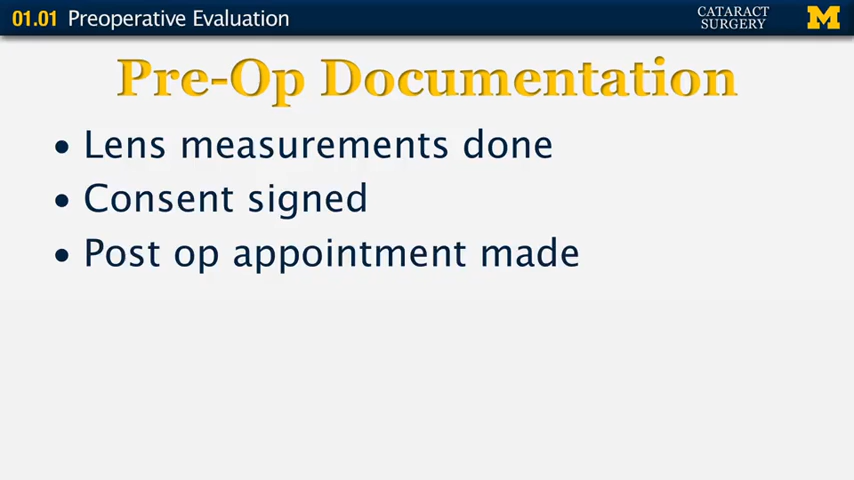 01.01 Preoperative Evaluation
CATARACT
SURGERY
M
Pre-Op Documentation
• Lens measurements done
• Consent signed
• Post op appointment made